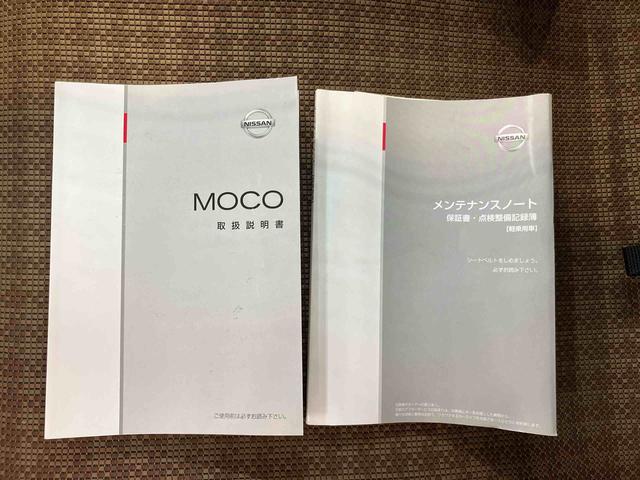 NISSAN
MOCO
取扱説明書
ご使用前は必ずお読み下さい。
NISSAN
メンテナンスノート
保証書・点検整備記録簿
【軽乗用車】
シートベルトをしめましょう。
必ずお読み下さい。